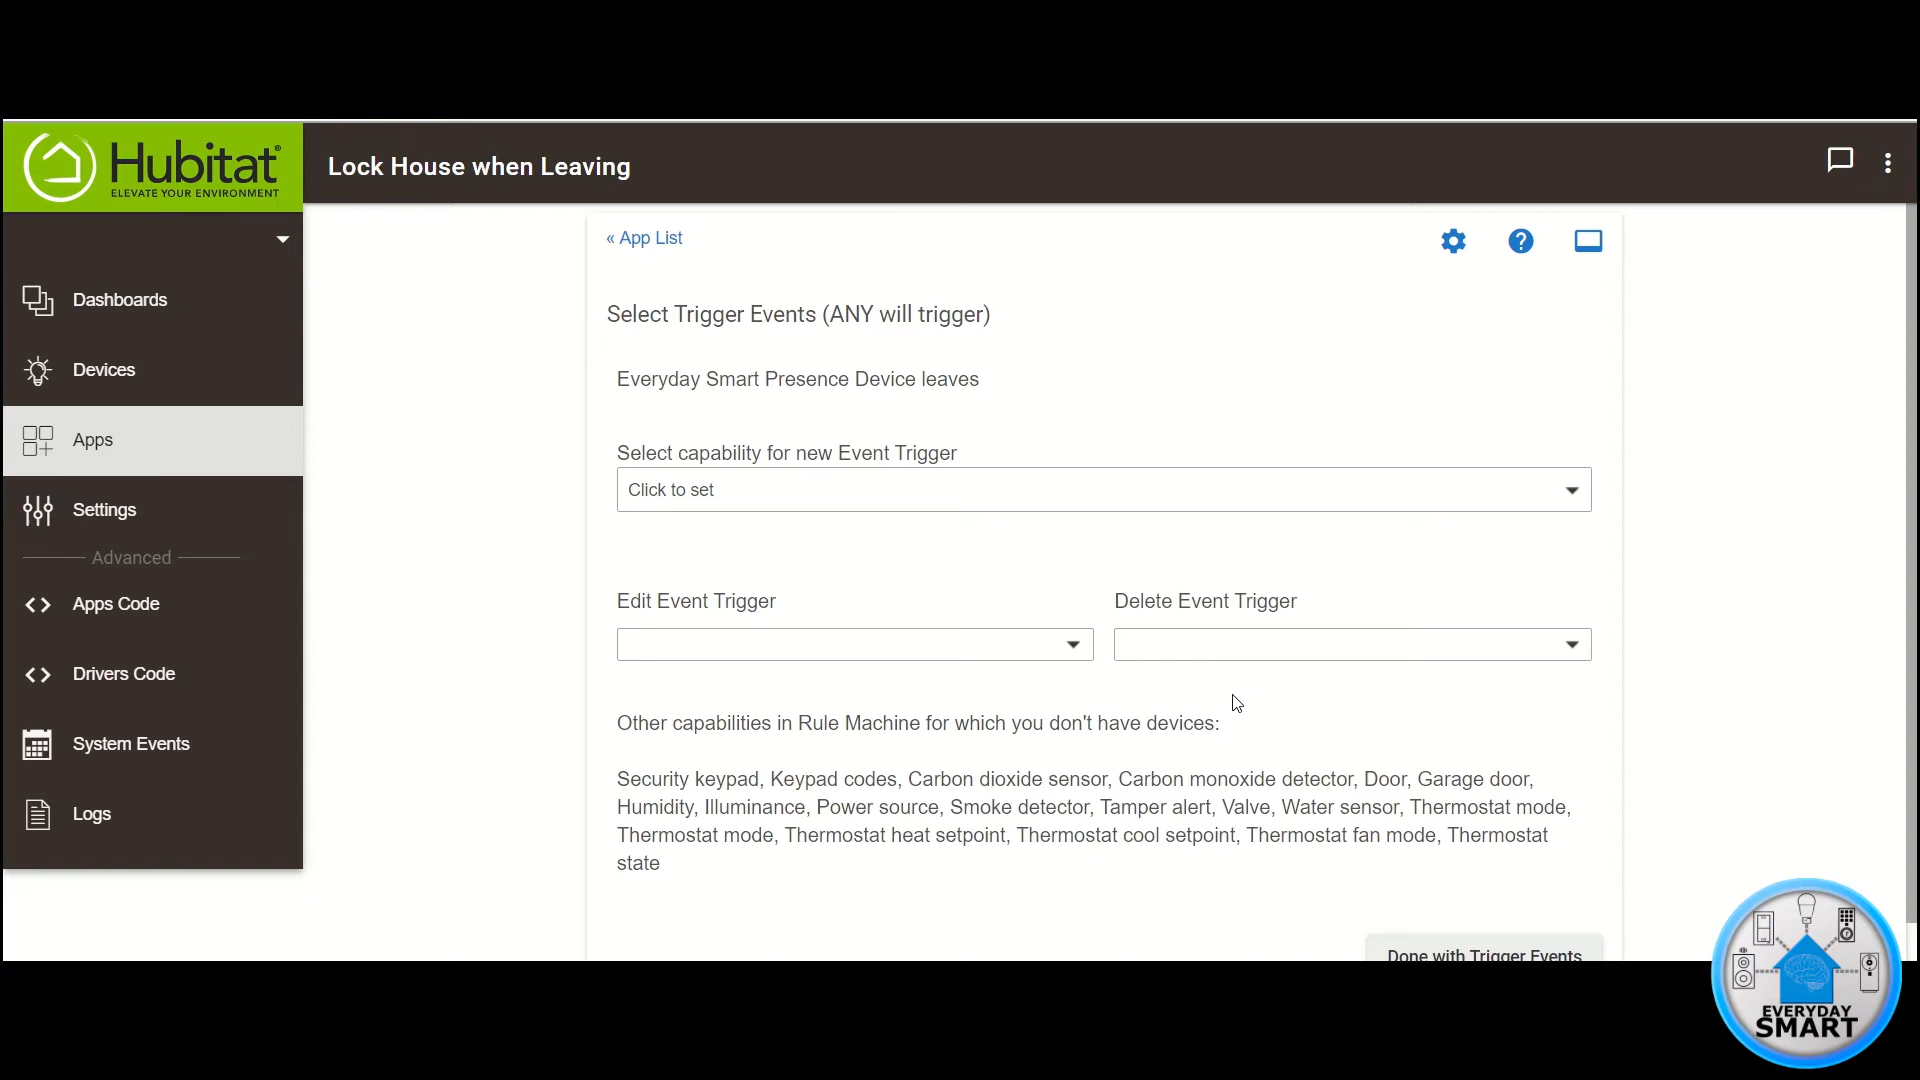 Hubitat®
ELEVATE YOUR ENVIRONMENT
Lock House when Leaving
Dashboards
Devices
Apps
Settings
Advanced
Apps Code
Drivers Code
System Events
Logs
« App List
Select Trigger Events (ANY will trigger)
Everyday Smart Presence Device leaves
Select capability for new Event Trigger
Click to set
Edit Event Trigger
Delete Event Trigger
Other capabilities in Rule Machine for which you don't have devices:
Security keypad, Keypad codes, Carbon dioxide sensor, Carbon monoxide detector, Door, Garage door,
Humidity, Illuminance, Power source, Smoke detector, Tamper alert, Valve, Water sensor, Thermostat mode,
Thermostat mode, Thermostat heat setpoint, Thermostat cool setpoint, Thermostat fan mode, Thermostat
state
Done with Trigger Events
EVERYDAY
SMART